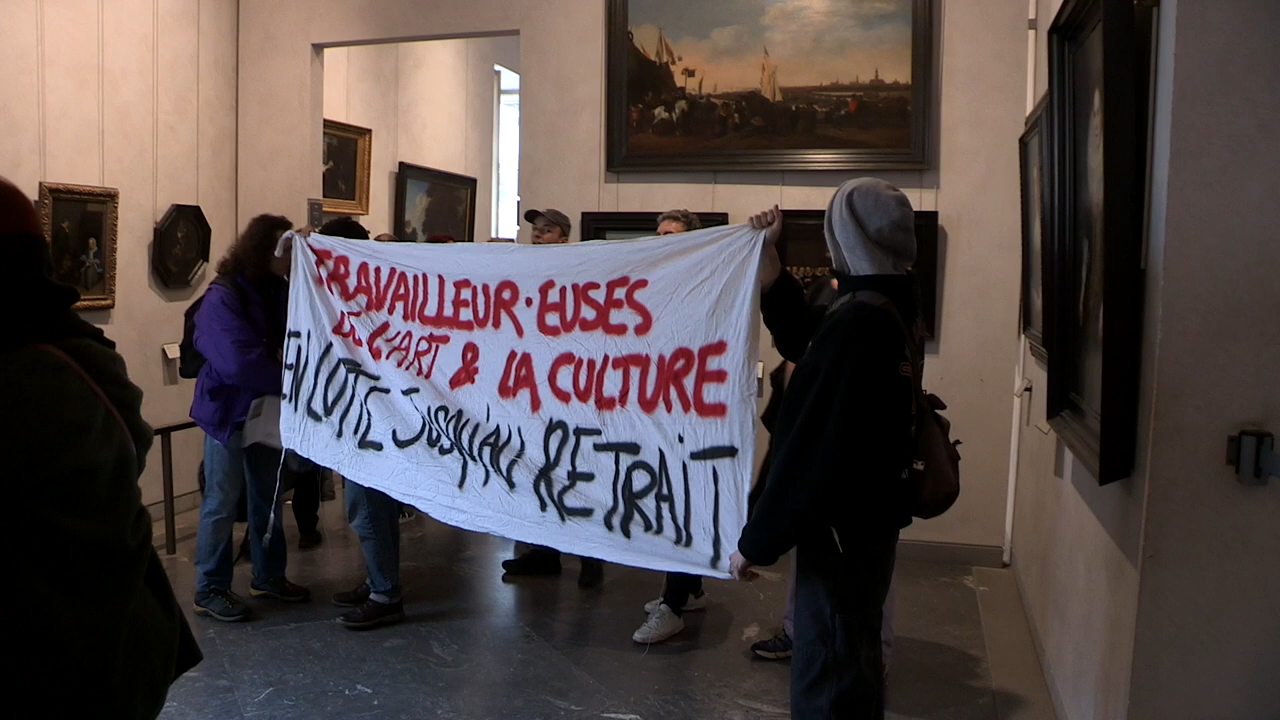 TRAVAILLEUR·EUSES
DE L'ART & LA CULTURE
EN LUTTE JUSQU'AU RETRAIT